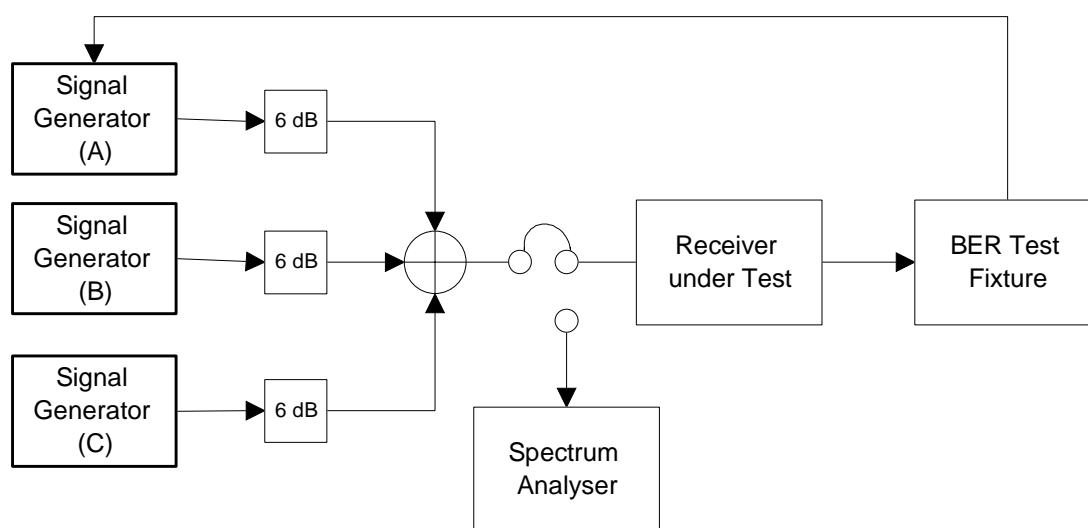 Signal
Generator
(A)
6 dB
Signal
Generator
(B)
6 dB
Receiver
under Test
BER Test
Fixture
Signal
Generator
(C)
6 dB
Spectrum
Analyser